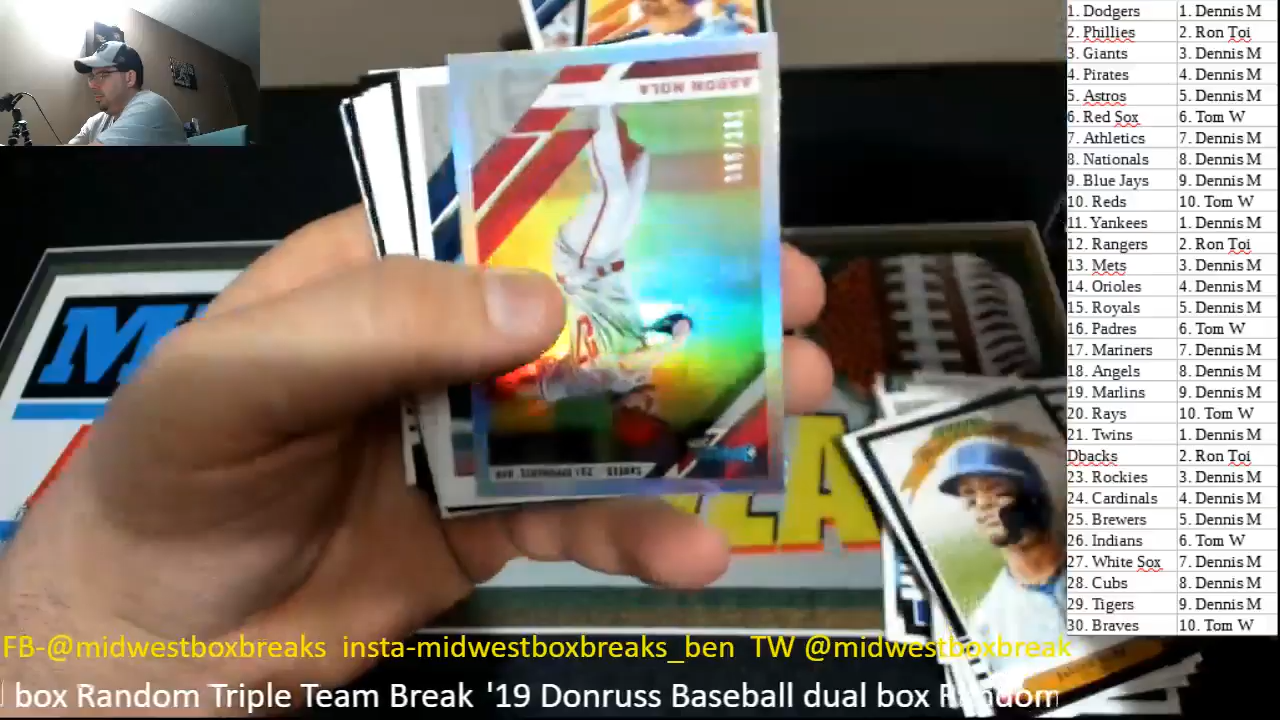 1. Dodgers 1. Dennis M
2. Phillies 2. Ron Toi
3. Giants 3. Dennis M
4. Pirates 4. Dennis M
5. Astros 5. Dennis M
6. Red Sox 6. Tom W
7. Athletics 7. Dennis M
8. Nationals 8. Dennis M
9. Blue Jays 9. Dennis M
10. Reds 10. Tom W
11. Yankees 1. Dennis M
12. Rangers 2. Ron Toi
13. Mets 3. Dennis M
14. Orioles 4. Dennis M
15. Royals 5. Dennis M
16. Padres 6. Tom W
17. Mariners 7. Dennis M
18. Angels 8. Dennis M
19. Marlins 9. Dennis M
20. Rays 10. Tom W
21. Twins 1. Dennis M
Dbacks 2. Ron Toi
23. Rockies 3. Dennis M
24. Cardinals 4. Dennis M
25. Brewers 5. Dennis M
26. Indians 6. Tom W
27. White Sox 7. Dennis M
28. Cubs 8. Dennis M
29. Tigers 9. Dennis M
30. Braves 10. Tom W
AARON NOLA
FB-@midwestboxbreaks insta-midwestboxbreaks_ben TW @midwestboxbreak
box Random Triple Team Break '19 Donruss Baseball dual box Random